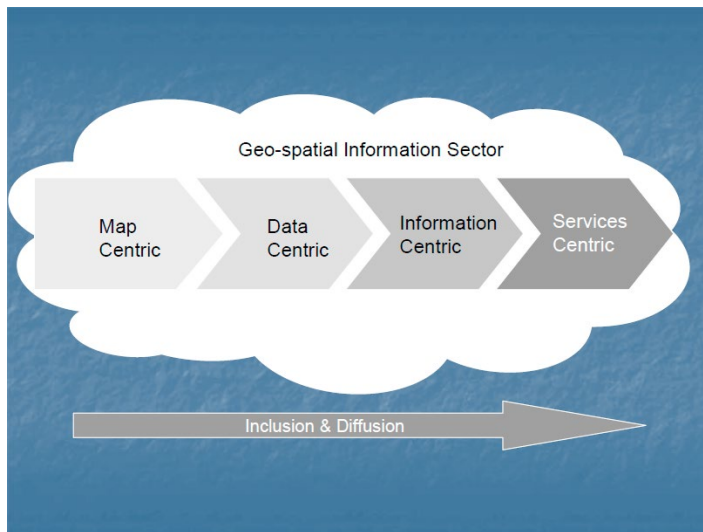 Geo-spatial Information Sector
Map
Centric
Data
Centric
Information
Centric
Services
Centric
Inclusion & Diffusion